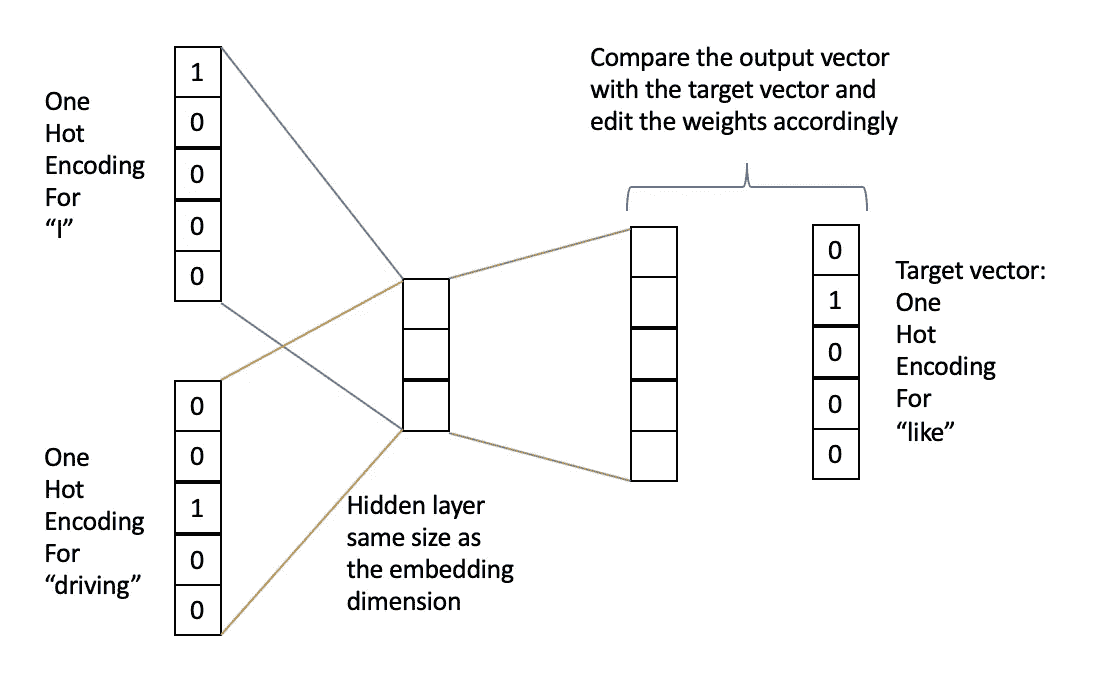 One
Hot
Encoding
For
“I”
1
0
0
0
0
One
Hot
Encoding
For
“driving”
0
0
1
0
0
Hidden layer
same size as
the embedding
dimension
Compare the output vector
with the target vector and
edit the weights accordingly
0
1
0
0
0
Target vector:
One
Hot
Encoding
For
“like”